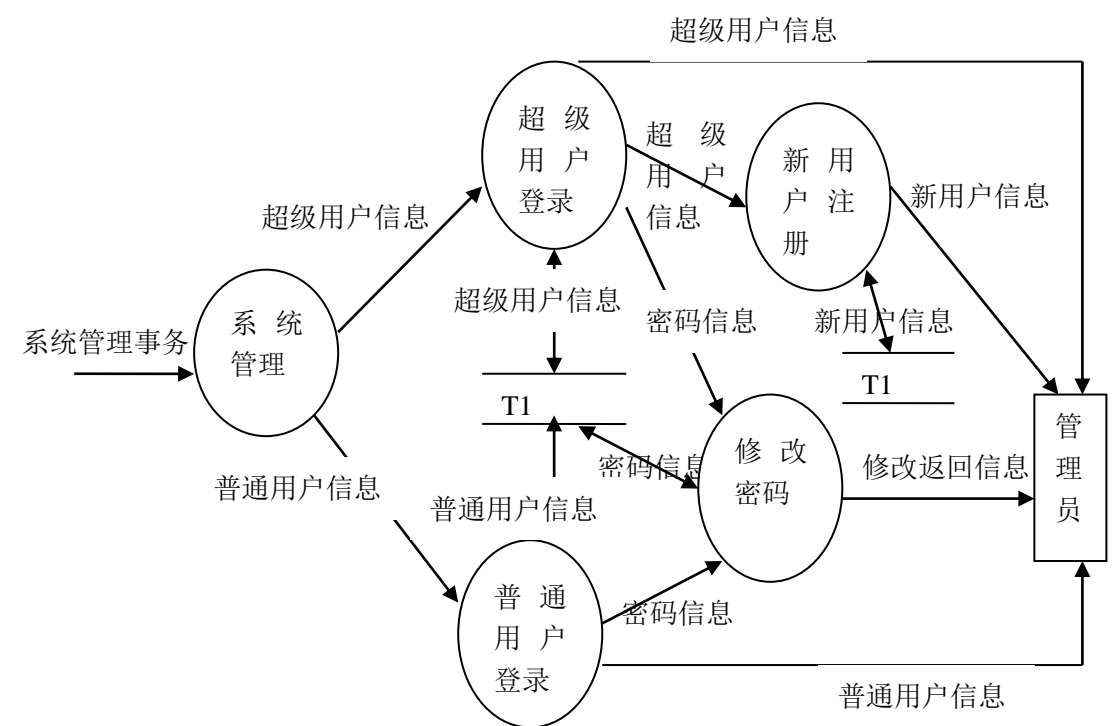 超级用户信息
超 级
用 户
登录
超 级
用 户
信息
新 用
户 注
册
新用户信息
超级用户信息
系统管理事务
系 统
管理
超级用户信息
密码信息
新用户信息
T1
T1
普通用户信息
密码信息
普通用户信息
修 改
密码
修改返回信息
管
理
员
普 通
用 户
登录
密码信息
普通用户信息